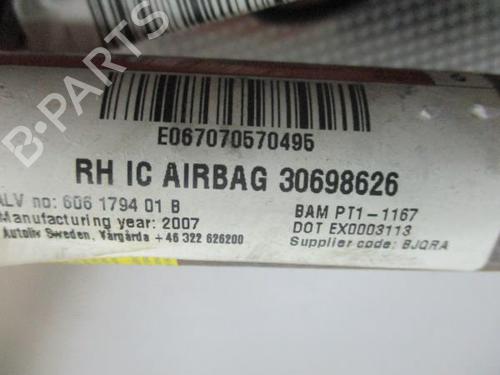 B-PARTS
E067070570495
RH IC AIRBAG 30698626
ALV no: 606 1794 01 B
Manufacturing year: 2007
Autoliv Sweden, Vårgårda +46 322 626200
BAM PT1-1167
DOT EX0003113
Supplier code: BJQRA